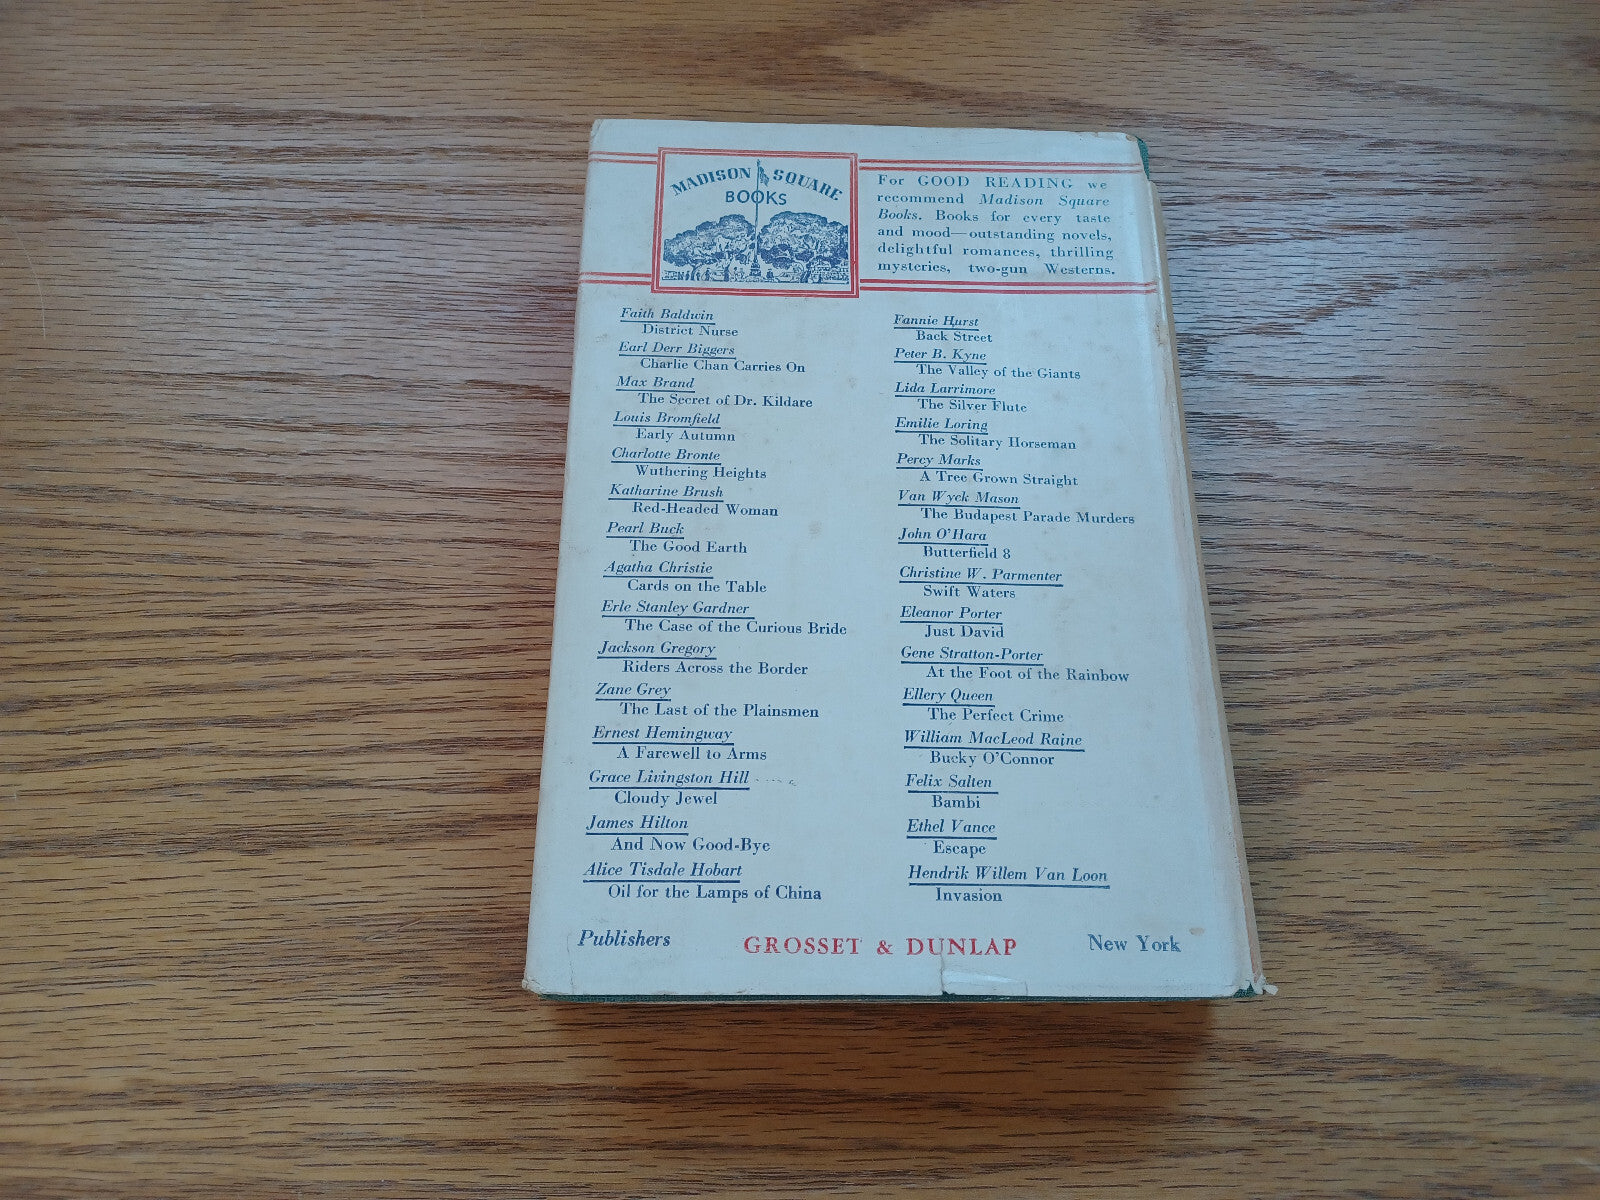 MADISON SQUARE
BOOKS
For GOOD READING we
recommend Madison Square
Books. Books for every taste
and mood—outstanding novels,
delightful romances, thrilling
mysteries, two-gun Westerns.
Faith Baldwin
District Nurse
Earl Derr Biggers
Charlie Chan Carries On
Max Brand
The Secret of Dr. Kildare
Louis Bromfield
Early Autumn
Charlotte Bronte
Wuthering Heights
Katharine Brush
Red-Headed Woman
Pearl Buck
The Good Earth
Agatha Christie
Cards on the Table
Erle Stanley Gardner
The Case of the Curious Bride
Jackson Gregory
Riders Across the Border
Zane Grey
The Last of the Plainsmen
Ernest Hemingway
A Farewell to Arms
Grace Livingston Hill
Cloudy Jewel
James Hilton
And Now Good-Bye
Alice Tisdale Hobart
Oil for the Lamps of China
Fannie Hurst
Back Street
Peter B. Kyne
The Valley of the Giants
Lida Larrimore
The Silver Flute
Emilie Loring
The Solitary Horseman
Percy Marks
A Tree Grown Straight
Van Wyck Mason
The Budapest Parade Murders
John O'Hara
Butterfield 8
Christine W. Parmenter
Swift Waters
Eleanor Porter
Just David
Gene Stratton-Porter
At the Foot of the Rainbow
Ellery Queen
The Perfect Crime
William MacLeod Raine
Bucky O'Connor
Felix Salten
Bambi
Ethel Vance
Escape
Hendrik Willem Van Loon
Invasion
Publishers GROSSET & DUNLAP New York